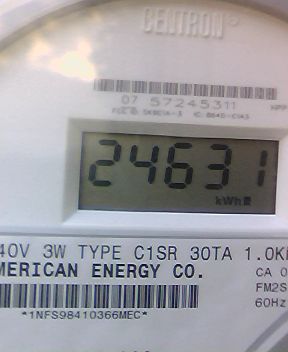 CENTRON
07 57245311
24631
kWh
40V 3W TYPE C1SR 30TA 1.0K
MERICAN ENERGY CO.
CA 0
FM2S
60Hz
*1NFS98410366MEC*